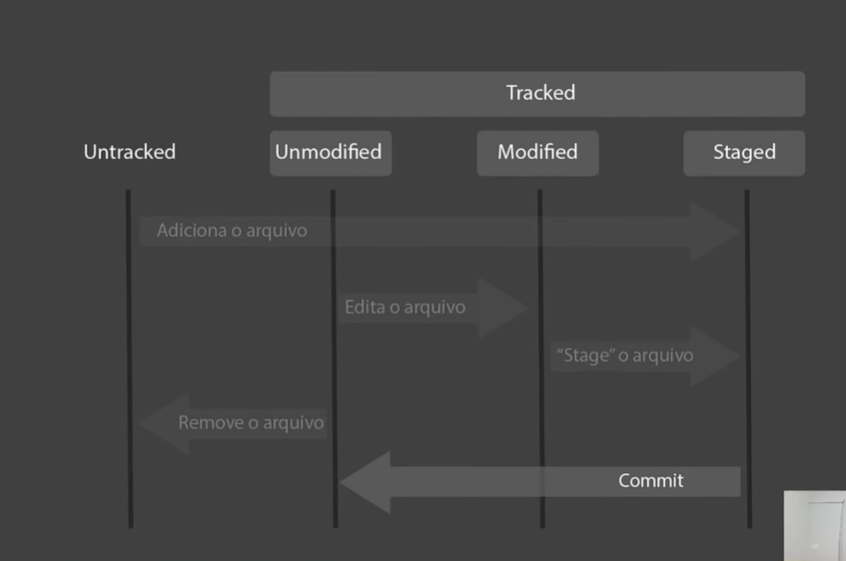 Tracked
Untracked
Unmodified
Modified
Staged
Adiciona o arquivo
Edita o arquivo
“Stage” o arquivo
Remove o arquivo
Commit